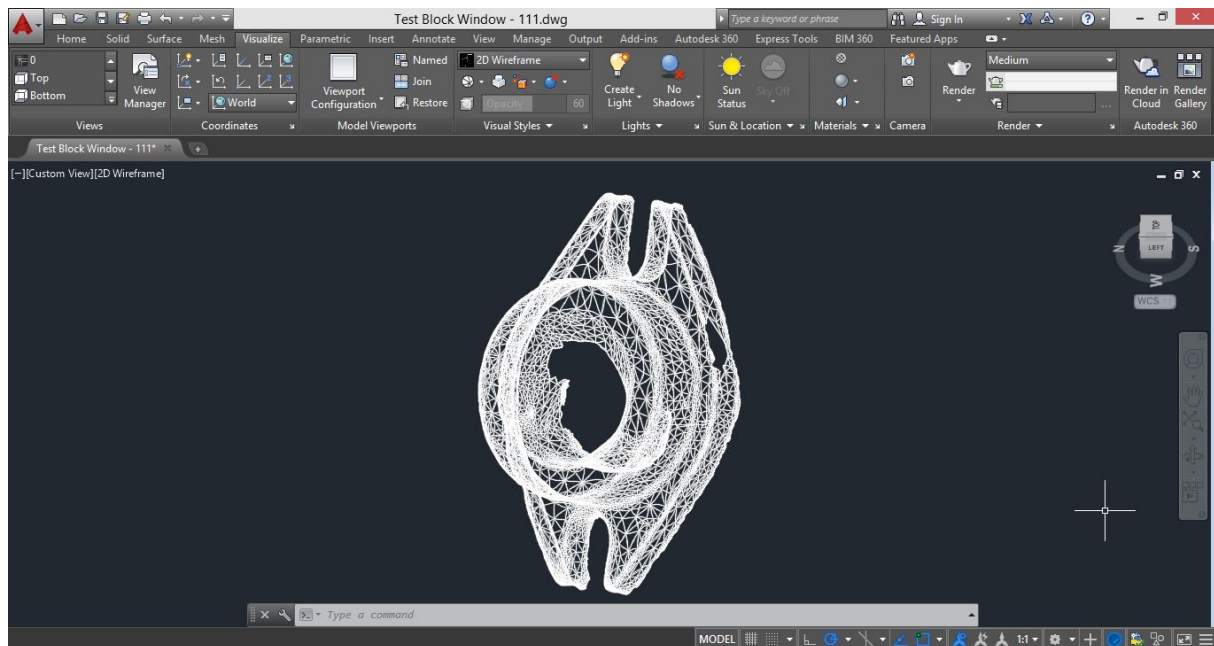 Test Block Window - 111.dwg
Type a keyword or phrase
Sign In
Home Solid Surface Mesh Visualize Parametric Insert Annotate View Manage Output Add-ins Autodesk 360 Express Tools BIM 360 Featured Apps
0
Top
Bottom
View
Manager
World
Viewport
Configuration
Named
Join
Restore
2D Wireframe
Opacity 60
Create
Light
No
Shadows
Sun
Status
Sky Off
Render
Medium
Render in
Cloud
Render
Gallery
Views Coordinates Model Viewports Visual Styles Lights Sun & Location Materials Camera Render Autodesk 360
Test Block Window - 111*
[−][Custom View][2D Wireframe]
LEFT
N
S
W
WCS
Type a command
MODEL
1:1